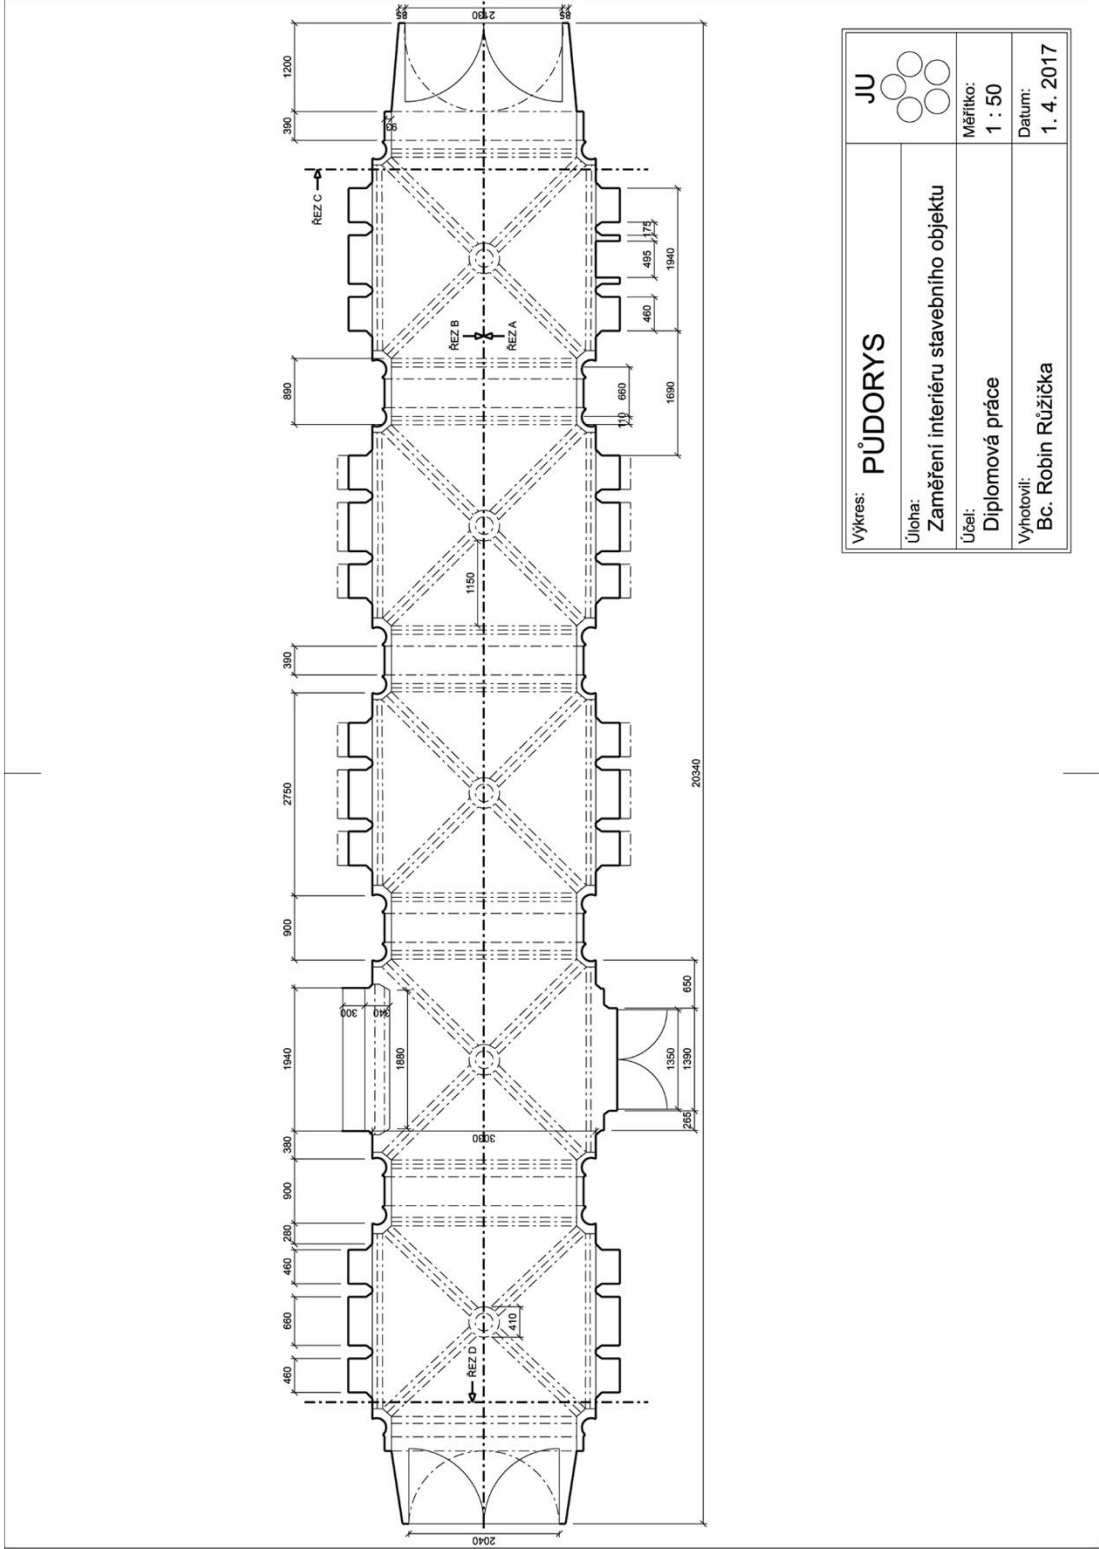 85
2130
85
1200
390
93
ŘEZ C
175
495
1940
460
ŘEZ B
ŘEZ A
890
660
1690
110
1150
390
2750
20340
900
650
300
340
1940
1880
1350
1390
265
380
3030
900
280
460
660
410
460
ŘEZ D
2040
Výkres:
PŮDORYS
JU
Úloha:
Zaměření interiéru stavebního objektu
Měřítko:
1 : 50
Účel:
Diplomová práce
Vyhotovil:
Bc. Robin Růžička
Datum:
1. 4. 2017